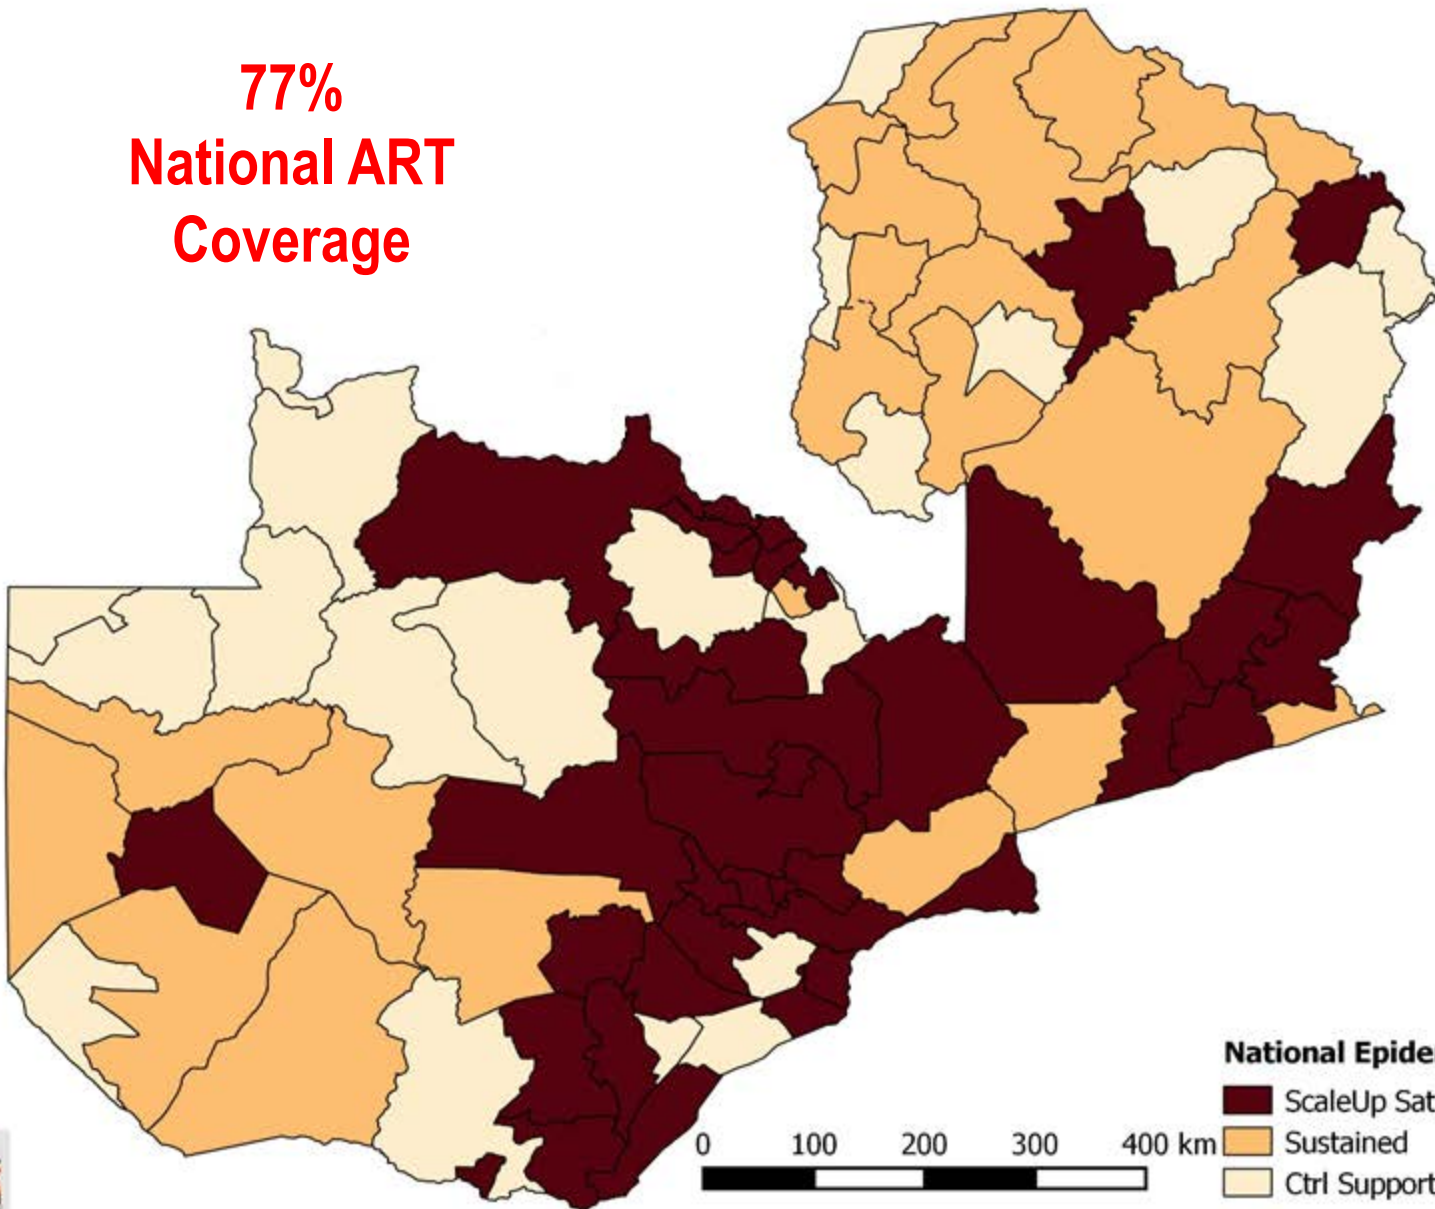 77%
National ART
Coverage
National Epide
ScaleUp Sat
Sustained
Ctrl Support
0 100 200 300 400 km